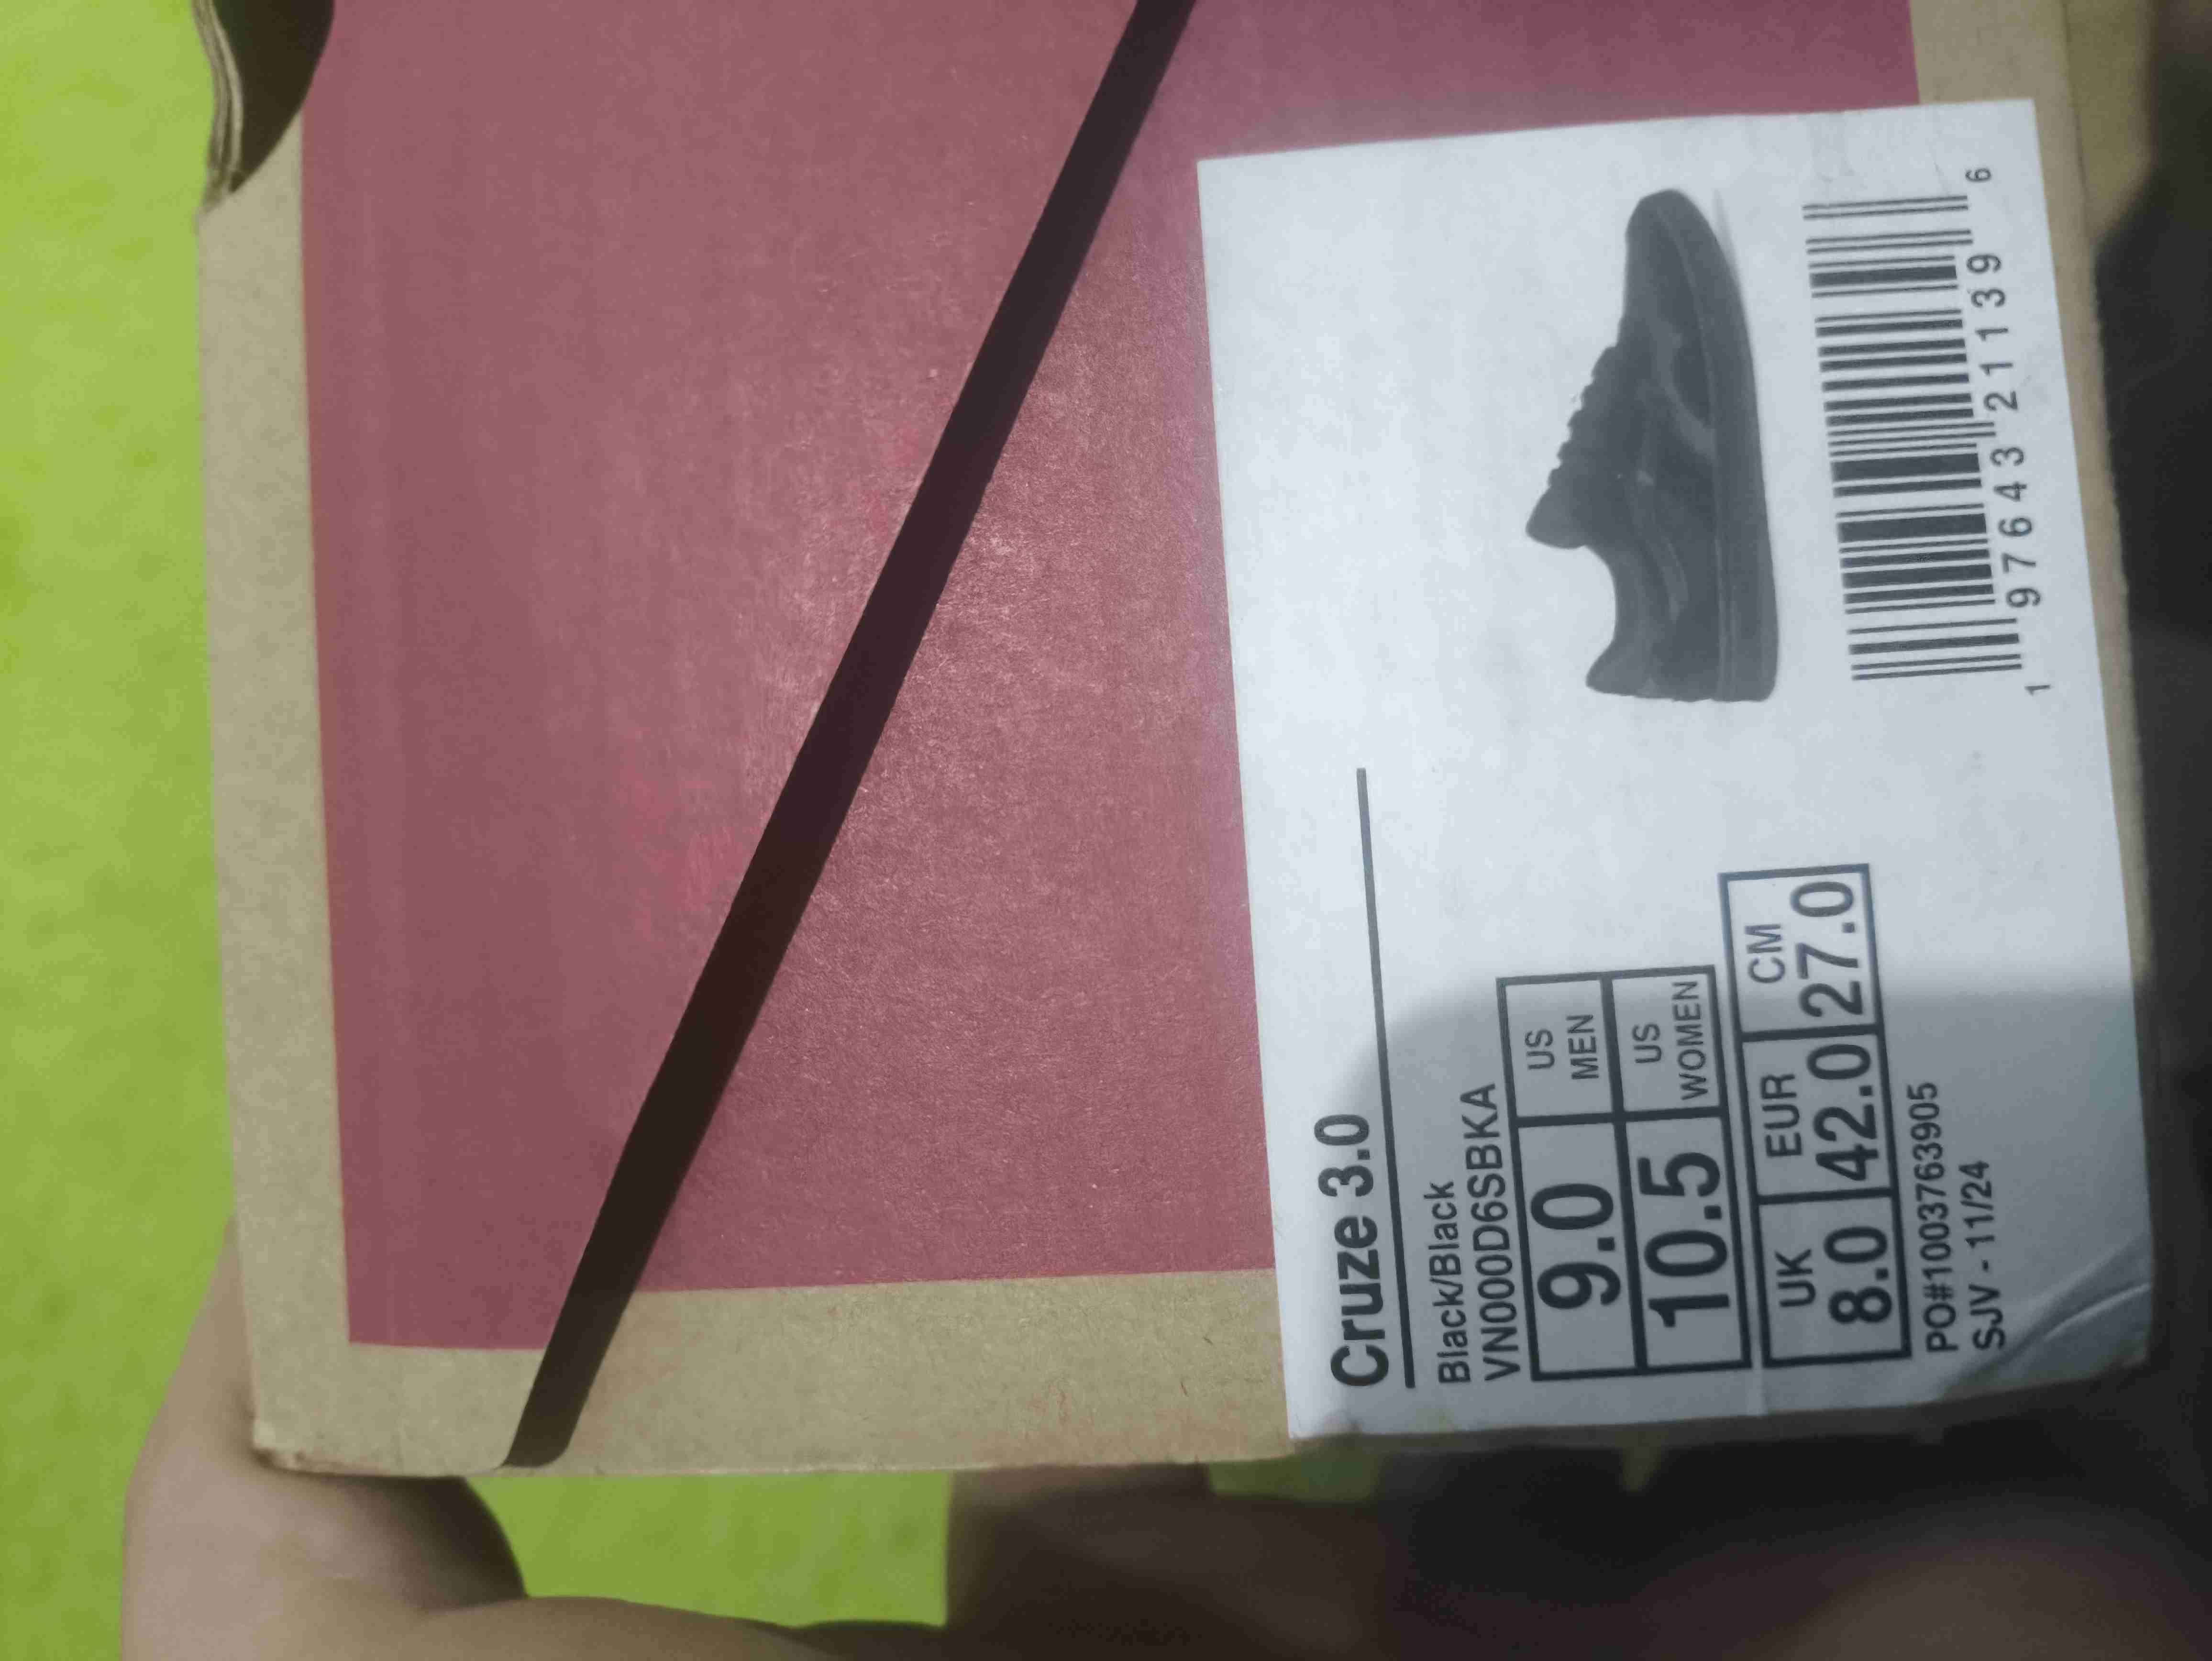 Cruze 3.0
Black/Black
VN000D6SBKA
9.0 US MEN
10.5 US WOMEN
UK EUR CM
8.0 42.0 27.0
PO#1003763905
SJV - 11/24
1 97643 21139 6